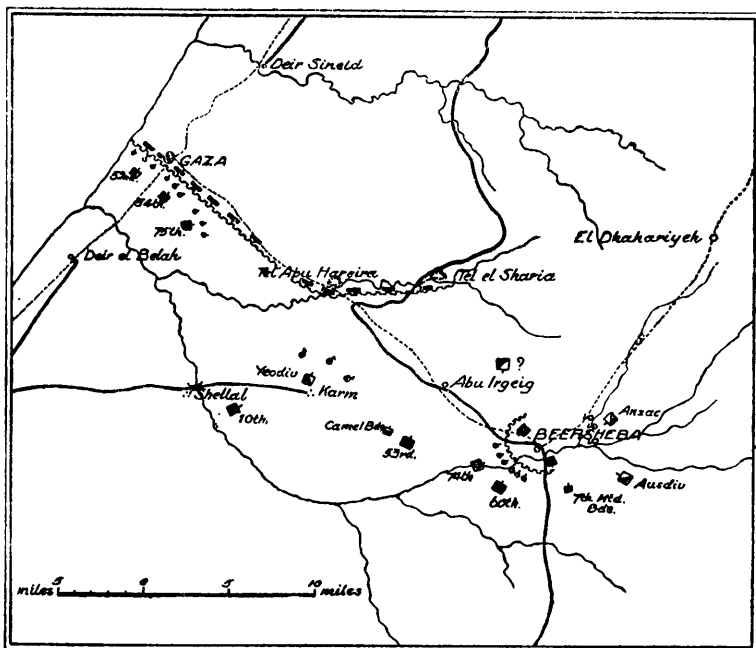 Deir Sineid
GAZA
54th.
75th.
Deir el Belah
El Dhahariyeh
Tel Abu Hareira
Tel el Sharia
?
Yeodiv
Abu Irgeig
Shellal
Karm
10th.
Anzac
Camel Bde.
BEERSHEBA
53rd.
74th
60th.
7th Mtd.
Bde.
Ausdiv
5 0 5 10
miles miles